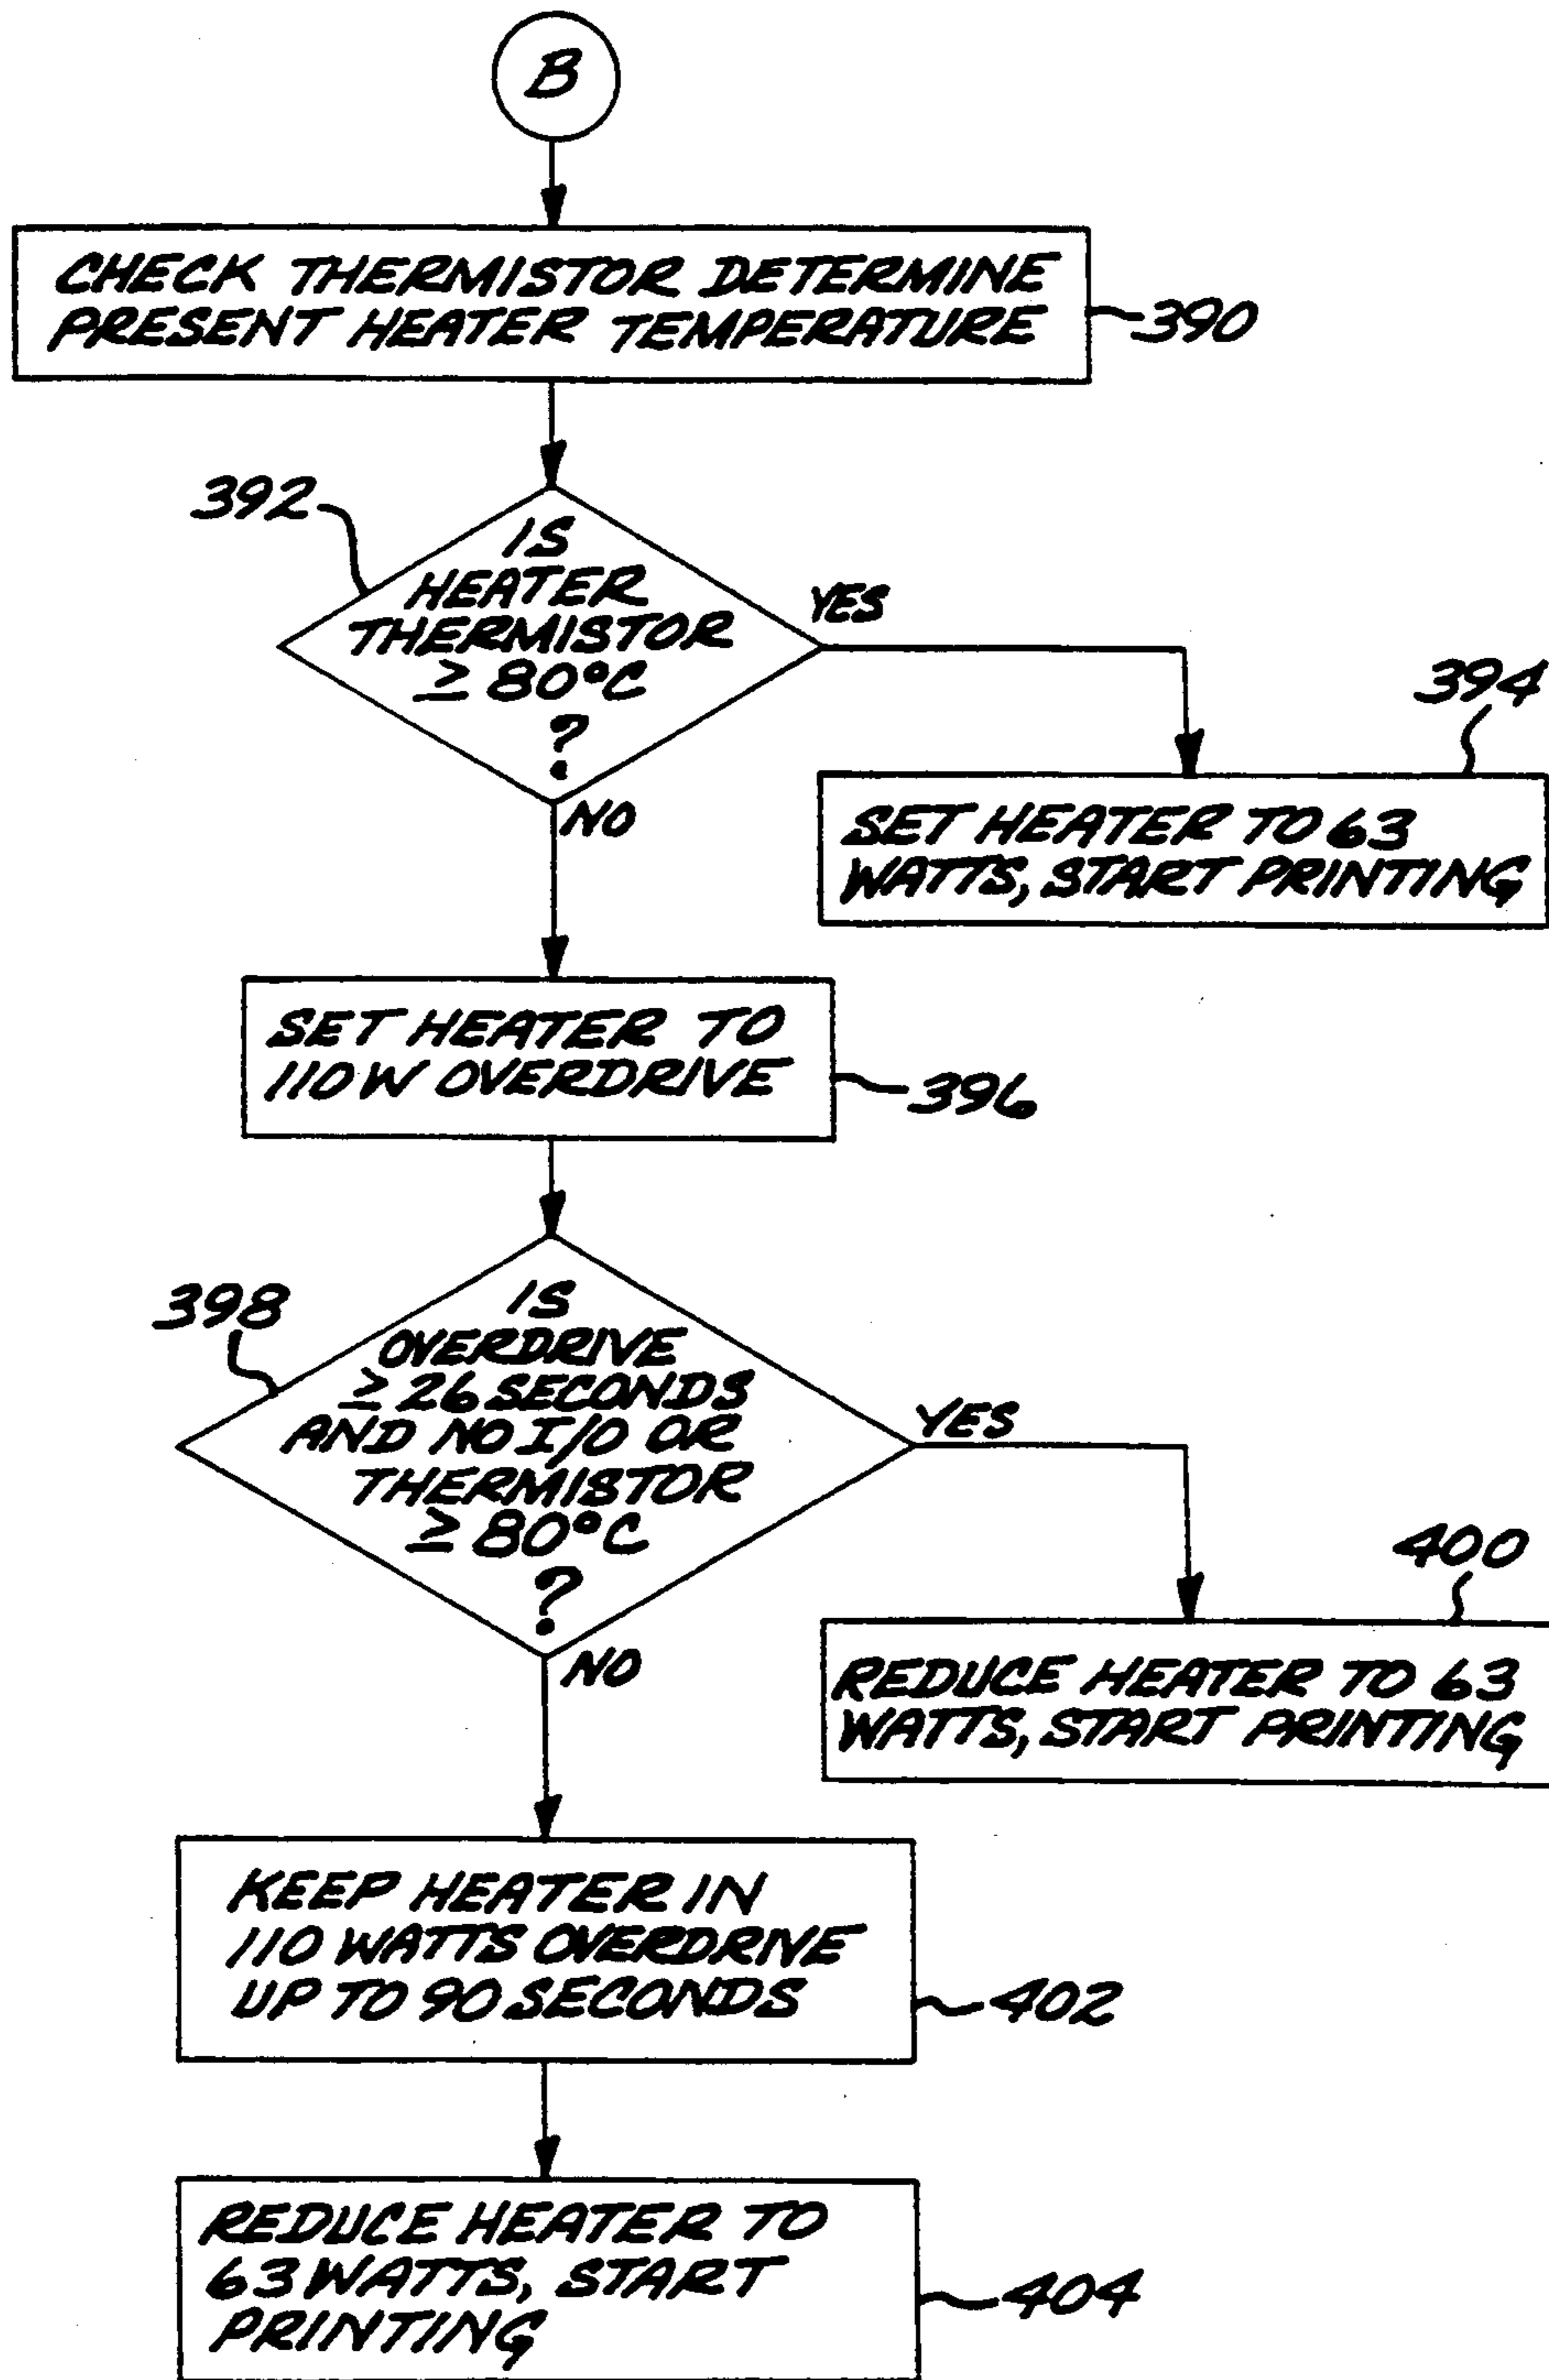 B
CHECK THERMISTOR DETERMINE
PRESENT HEATER TEMPERATURE
390
392
IS
HEATER
THERMISTOR
≥ 80°C
?
YES
394
SET HEATER TO 63
WATTS, START PRINTING
NO
SET HEATER TO
110W OVERDRIVE
396
398
IS
OVERDRIVE
≥ 26 SECONDS
AND NO I/O OR
THERMISTOR
≥ 80°C
?
YES
400
REDUCE HEATER TO 63
WATTS, START PRINTING
NO
KEEP HEATER IN
110 WATTS OVERDRIVE
UP TO 90 SECONDS
402
REDUCE HEATER TO
63 WATTS, START
PRINTING
404